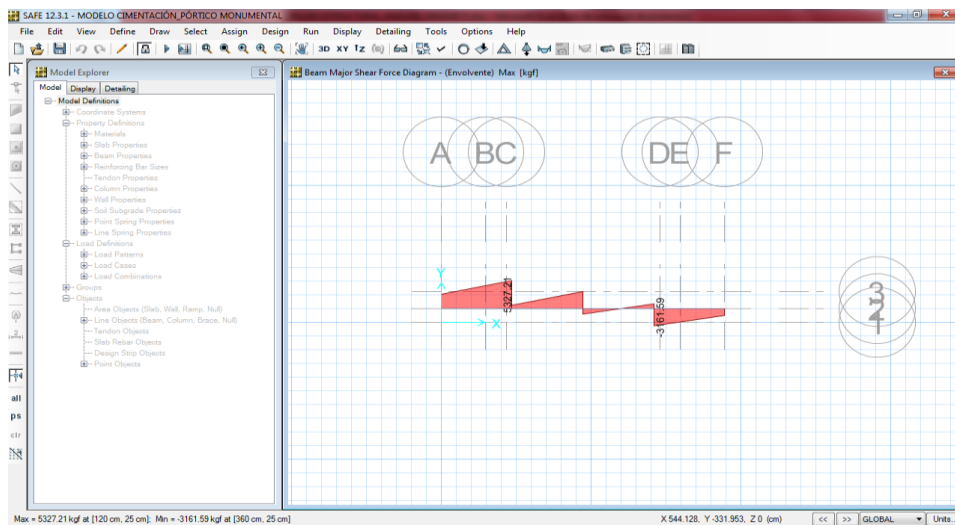 SAFE 12.3.1 - MODELO CIMENTACIÓN_PÓRTICO MONUMENTAL
File Edit View Define Draw Select Assign Design Run Display Detailing Tools Options Help
3D XY
Model Explorer
Model Display Detailing
Model Definitions
Coordinate Systems
Property Definitions
Materials
Slab Properties
Beam Properties
Reinforcing Bar Sizes
Tendon Properties
Column Properties
Wall Properties
Soil Subgrade Properties
Point Spring Properties
Line Spring Properties
Load Definitions
Load Patterns
Load Cases
Load Combinations
Groups
Objects
Area Objects (Slab, Wall, Ramp, Null)
Line Objects (Beam, Column, Brace, Null)
Tendon Objects
Slab Rebar Objects
Design Strip Objects
Point Objects
all
ps
clr
Beam Major Shear Force Diagram - (Envolvente) Max [kgf]
A B C D E F
Y
X
5327.21
-3161.59
3
Max = 5327.21 kgf at [120 cm, 25 cm]; Min = -3161.59 kgf at [360 cm, 25 cm]
X 544.128, Y -331.953, Z 0 (cm)
<< >> GLOBAL Units...